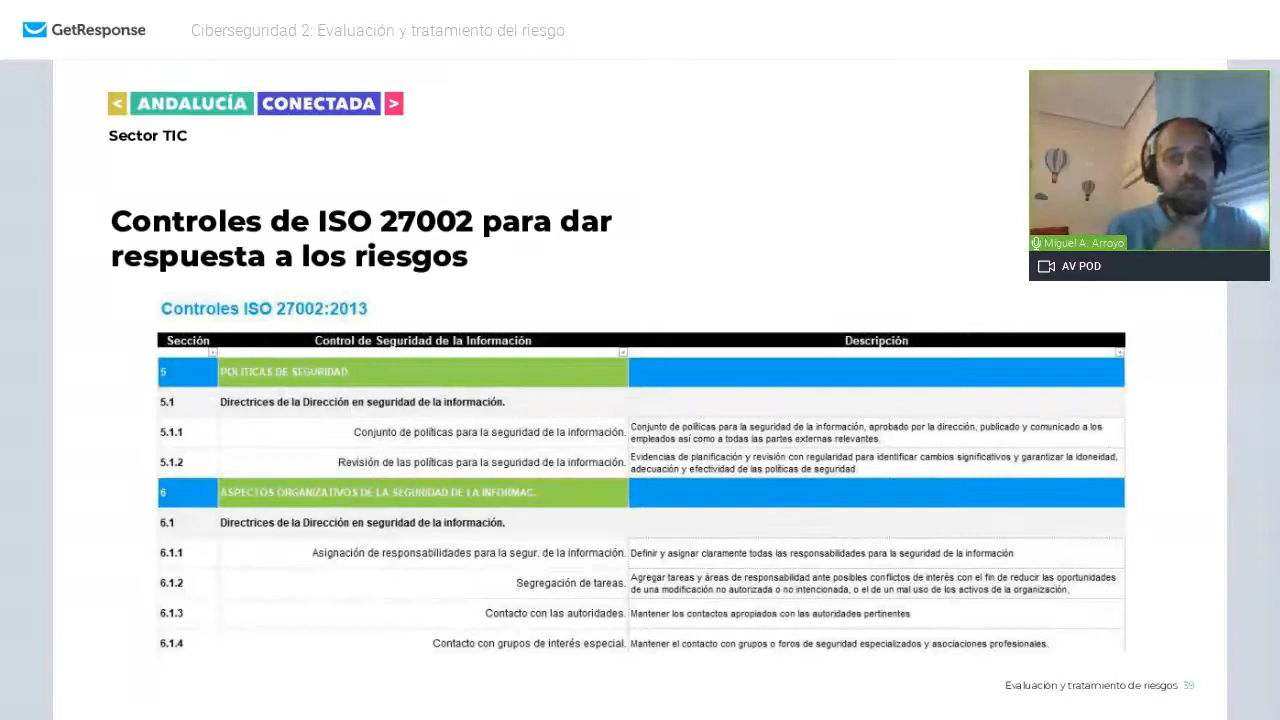 GetResponse
Ciberseguridad 2: Evaluación y tratamiento del riesgo
< ANDALUCÍA CONECTADA >
Sector TIC
Miguel A. Arroyo
AV POD
Controles de ISO 27002 para dar
respuesta a los riesgos
Controles ISO 27002:2013
Sección Control de Seguridad de la Información Descripción
5 POLITICAS DE SEGURIDAD.
5.1 Directrices de la Dirección en seguridad de la información.
5.1.1 Conjunto de políticas para la seguridad de la información. Conjunto de políticas para la seguridad de la información, aprobado por la dirección, publicado y comunicado a los
empleados así como a todas las partes externas relevantes.
5.1.2 Revisión de las políticas para la seguridad de la información. Evidencias de planificación y revisión con regularidad para identificar cambios significativos y garantizar la idoneidad,
adecuación y efectividad de las políticas de seguridad
6 ASPECTOS ORGANIZATIVOS DE LA SEGURIDAD DE LA INFORMAC.
6.1 Directrices de la Dirección en seguridad de la información.
6.1.1 Asignación de responsabilidades para la segur. de la información. Definir y asignar claramente todas las responsabilidades para la seguridad de la información
6.1.2 Segregación de tareas. Agregar tareas y áreas de responsabilidad ante posibles conflictos de interés con el fin de reducir las oportunidades
de una modificación no autorizada o no intencionada, o el de un mal uso de los activos de la organización.
6.1.3 Contacto con las autoridades. Mantener los contactos apropiados con las autoridades pertinentes
6.1.4 Contacto con grupos de interés especial. Mantener el contacto con grupos o foros de seguridad especializados y asociaciones profesionales.
Evaluación y tratamiento de riesgos 39